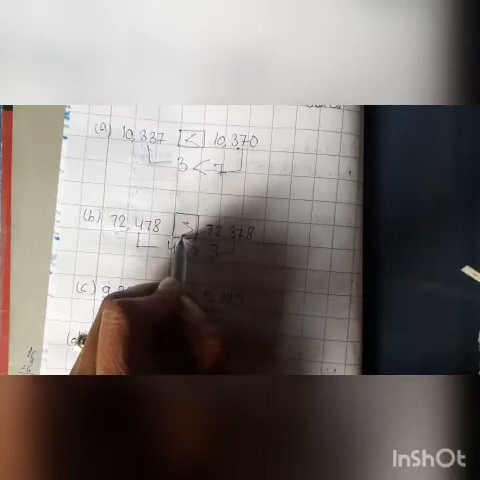 (a) 10,337 < 10,370
3 < 7
(b) 72,478 > 72,378
4 > 3
(c)
InShOt